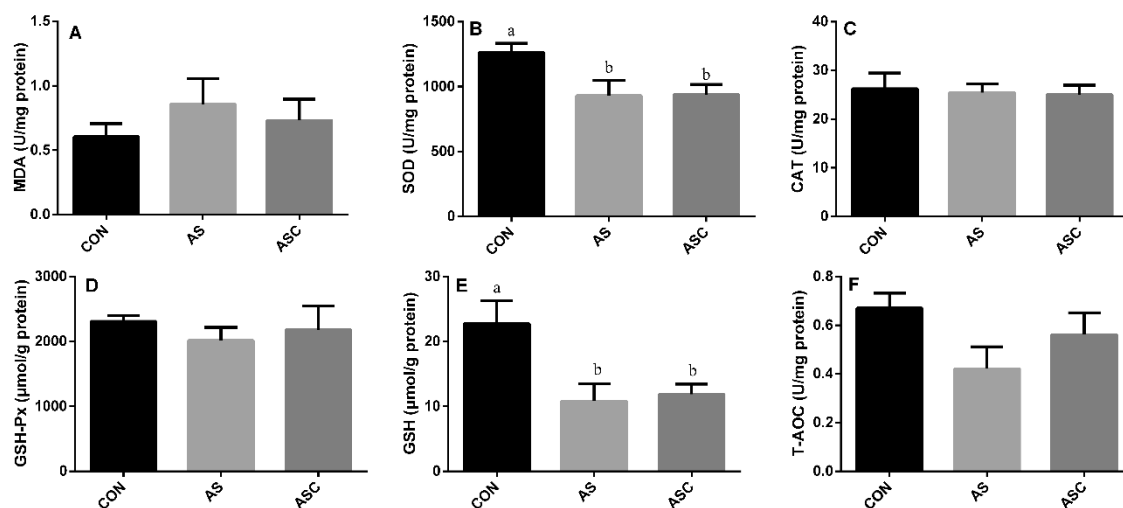 A
MDA (U/mg protein)
1.5
1.0
0.5
0.0
CON
AS
ASC
B
SOD (U/mg protein)
1500
1000
500
0
a
b
b
CON
AS
ASC
C
CAT (U/mg protein)
40
30
20
10
0
CON
AS
ASC
D
GSH-Px (μmol/g protein)
3000
2000
1000
0
CON
AS
ASC
E
GSH (μmol/g protein)
30
20
10
0
a
b
b
CON
AS
ASC
F
T-AOC (U/mg protein)
0.8
0.6
0.4
0.2
0.0
CON
AS
ASC